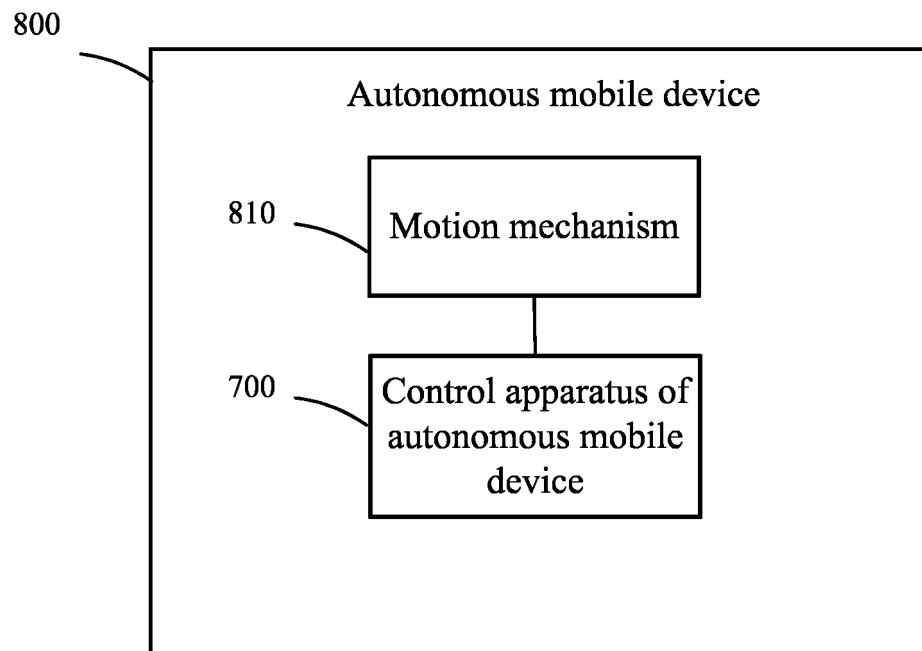 800
Autonomous mobile device
810
Motion mechanism
700
Control apparatus of
autonomous mobile
device